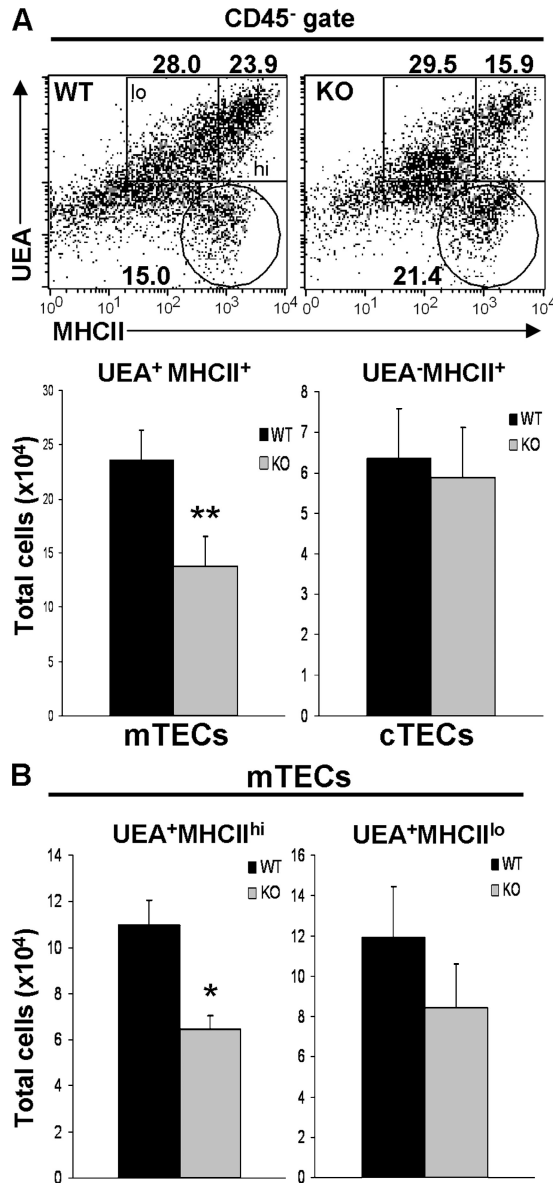 A
CD45⁻ gate
28.0 23.9 29.5 15.9
WT lo hi
KO
15.0 21.4
UEA
10⁰ 10¹ 10² 10³ 10⁴ 10⁰ 10¹ 10² 10³ 10⁴
MHCII
UEA⁺ MHCII⁺
Total cells (x10⁴)
30
25
20
15
10
5
0
WT
KO
**
mTECs
UEA⁻MHCII⁺
8
7
6
5
4
3
2
1
0
WT
KO
cTECs
B
mTECs
UEA⁺MHCIIʰⁱ
Total cells (x10⁴)
14
12
10
8
6
4
2
0
WT
KO
*
UEA⁺MHCIIˡᵒ
16
14
12
10
8
6
4
2
0
WT
KO